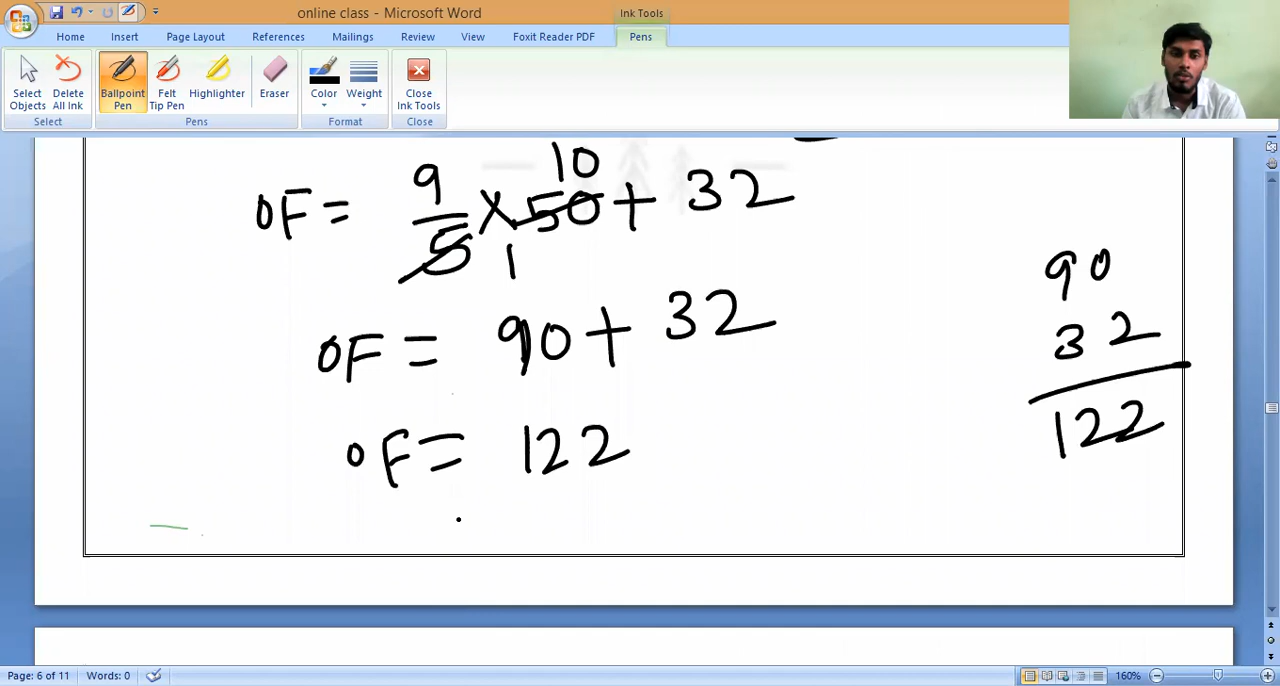 online class - Microsoft Word
Ink Tools
Home Insert Page Layout References Mailings Review View Foxit Reader PDF Pens
Select Objects
Delete All Ink
Ballpoint Pen
Felt Tip Pen
Highlighter
Eraser
Color
Weight
Close Ink Tools
Select Pens Format Close
10
0F = 9/5 × 50 + 32
1
0F = 90 + 32
0F = 122
90
32
122
Page: 6 of 11 Words: 0 160%